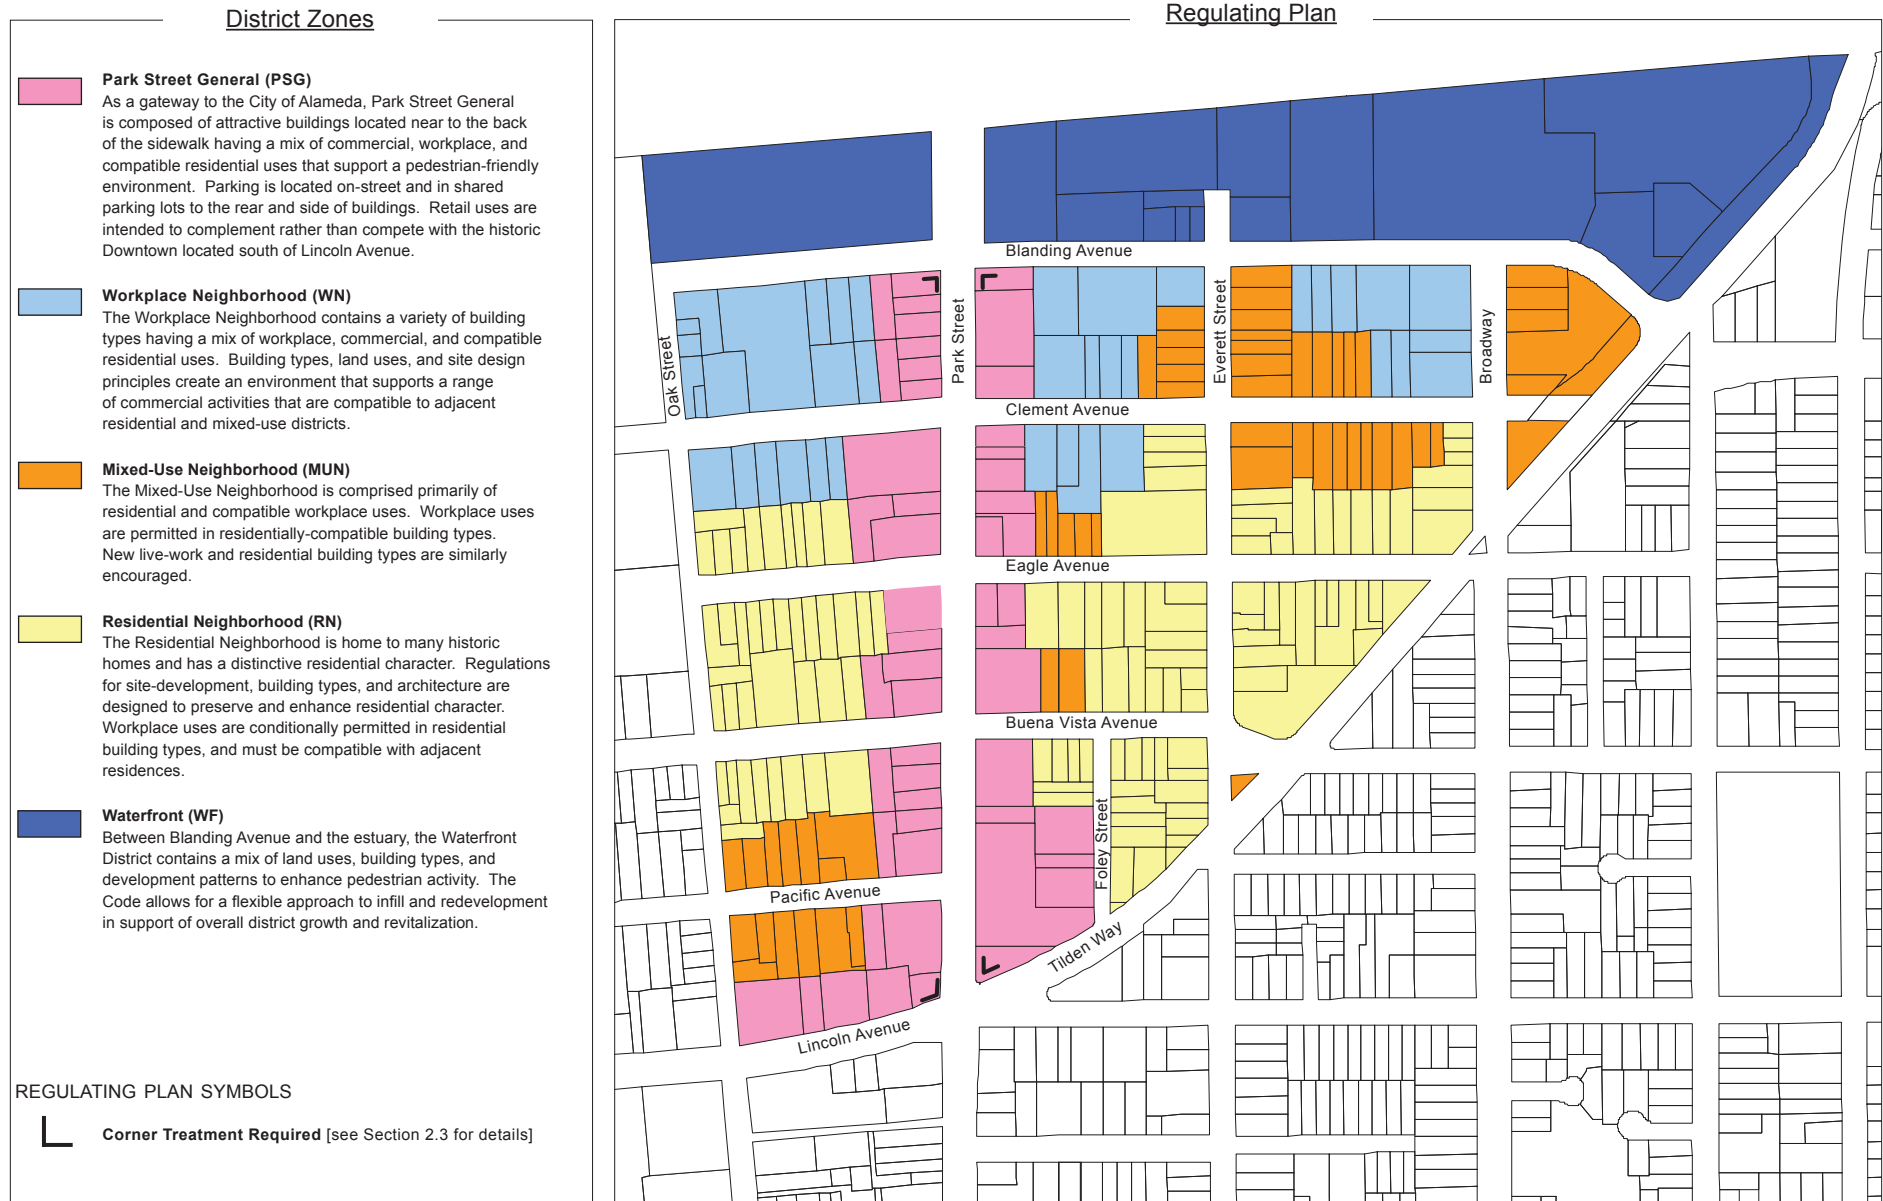 District Zones
Park Street General (PSG)
As a gateway to the City of Alameda, Park Street General
is composed of attractive buildings located near to the back
of the sidewalk having a mix of commercial, workplace, and
compatible residential uses that support a pedestrian-friendly
environment.  Parking is located on-street and in shared
parking lots to the rear and side of buildings.  Retail uses are
intended to complement rather than compete with the historic
Downtown located south of Lincoln Avenue.
Workplace Neighborhood (WN)
The Workplace Neighborhood contains a variety of building
types having a mix of workplace, commercial, and compatible
residential uses.  Building types, land uses, and site design
principles create an environment that supports a range
of commercial activities that are compatible to adjacent
residential and mixed-use districts.
Mixed-Use Neighborhood (MUN)
The Mixed-Use Neighborhood is comprised primarily of
residential and compatible workplace uses.  Workplace uses
are permitted in residentially-compatible building types.
New live-work and residential building types are similarly
encouraged.
Residential Neighborhood (RN)
The Residential Neighborhood is home to many historic
homes and has a distinctive residential character.  Regulations
for site-development, building types, and architecture are
designed to preserve and enhance residential character.
Workplace uses are conditionally permitted in residential
building types, and must be compatible with adjacent
residences.
Waterfront (WF)
Between Blanding Avenue and the estuary, the Waterfront
District contains a mix of land uses, building types, and
development patterns to enhance pedestrian activity.  The
Code allows for a flexible approach to infill and redevelopment
in support of overall district growth and revitalization.
REGULATING PLAN SYMBOLS
Corner Treatment Required [see Section 2.3 for details]
Regulating Plan
Blanding Avenue
Oak Street
Park Street
Everett Street
Broadway
Clement Avenue
Eagle Avenue
Buena Vista Avenue
Foley Street
Pacific Avenue
Tilden Way
Lincoln Avenue